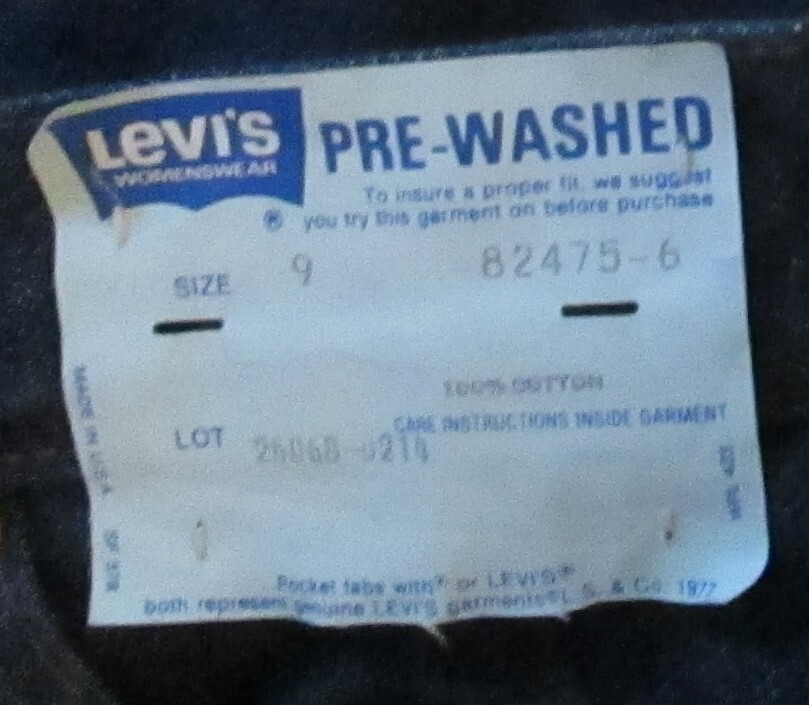 LEVI'S
WOMENSWEAR
PRE-WASHED
To insure a proper fit, we suggest
® you try this garment on before purchase
SIZE 9 82475-6
100% COTTON
CARE INSTRUCTIONS INSIDE GARMENT
LOT 26068-0214
MADE IN U.S.A.
Pocket tabs with ® or LEVI'S®
both represent genuine LEVI'S garments © L. S. & Co. 1977